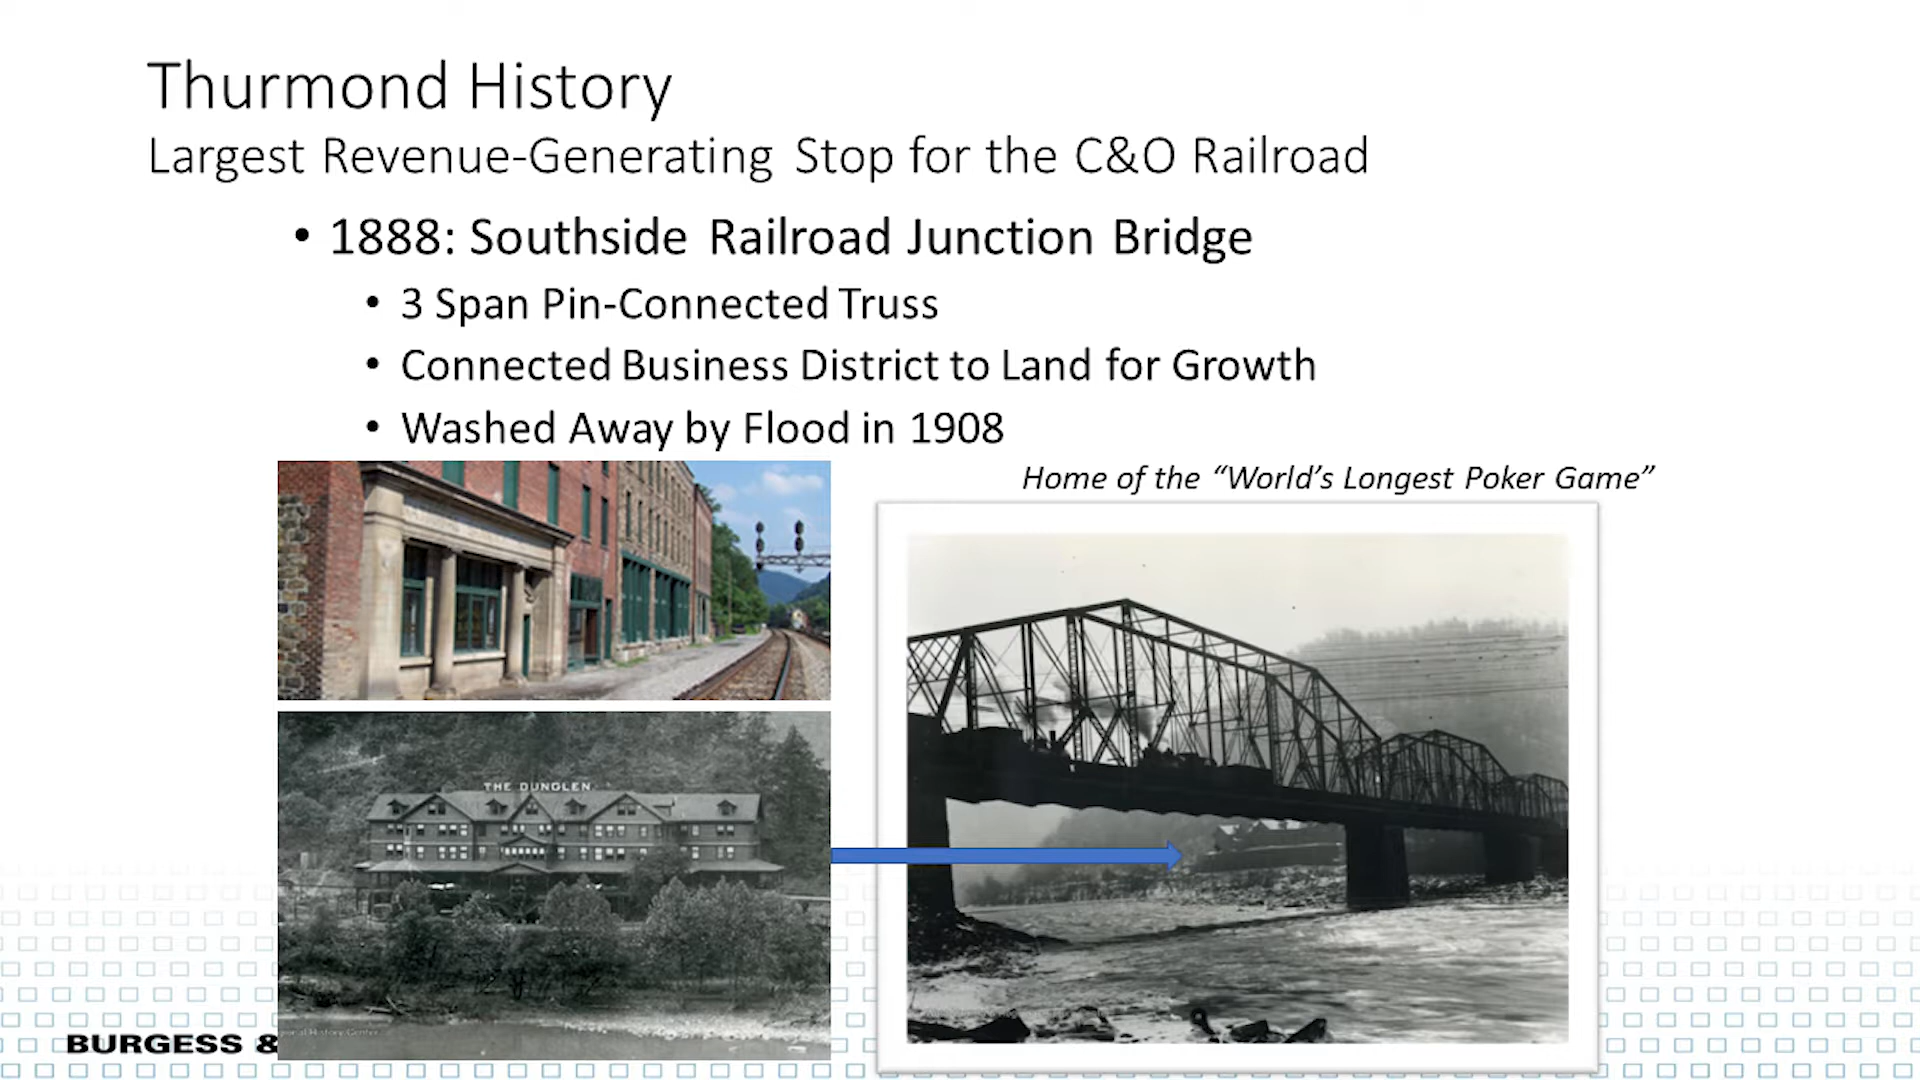 Thurmond History
Largest Revenue-Generating Stop for the C&O Railroad
• 1888: Southside Railroad Junction Bridge
• 3 Span Pin-Connected Truss
• Connected Business District to Land for Growth
• Washed Away by Flood in 1908
Home of the “World’s Longest Poker Game”
THE DUNGLEN
History Center
BURGESS &